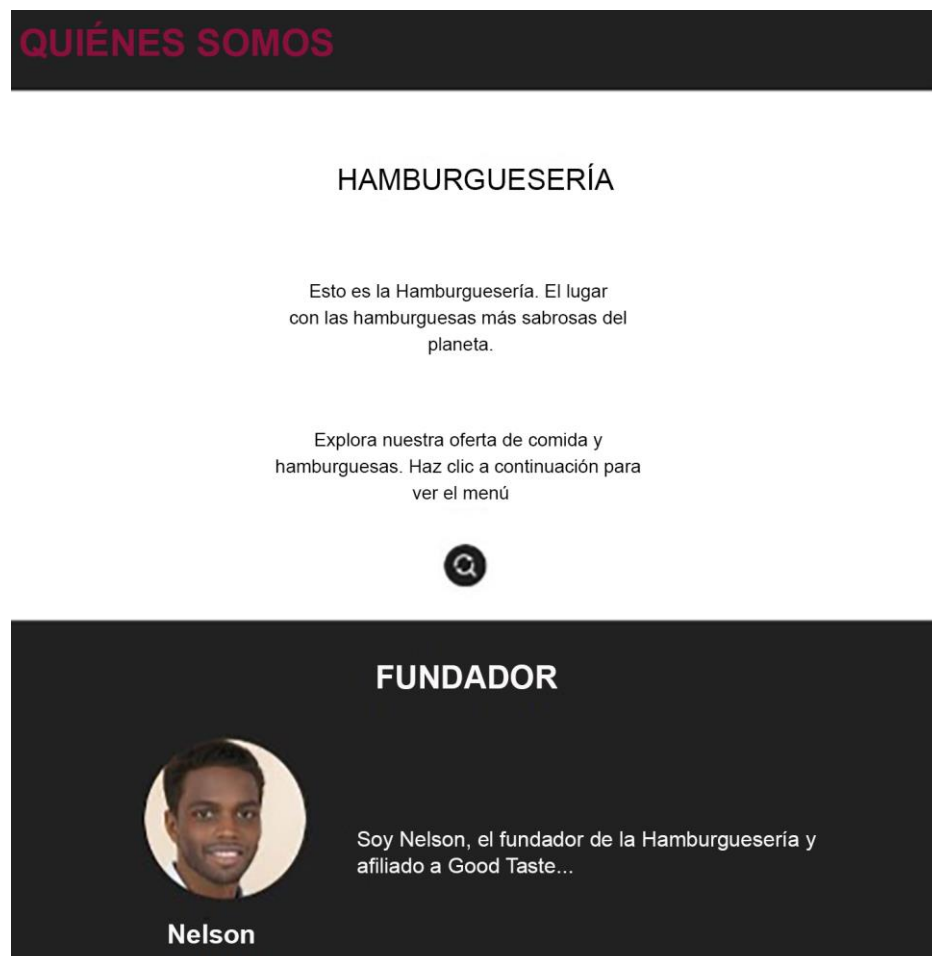 QUIÉNES SOMOS
HAMBURGUESERÍA
Esto es la Hamburguesería. El lugar
con las hamburguesas más sabrosas del
planeta.
Explora nuestra oferta de comida y
hamburguesas. Haz clic a continuación para
ver el menú
FUNDADOR
Soy Nelson, el fundador de la Hamburguesería y
afiliado a Good Taste...
Nelson